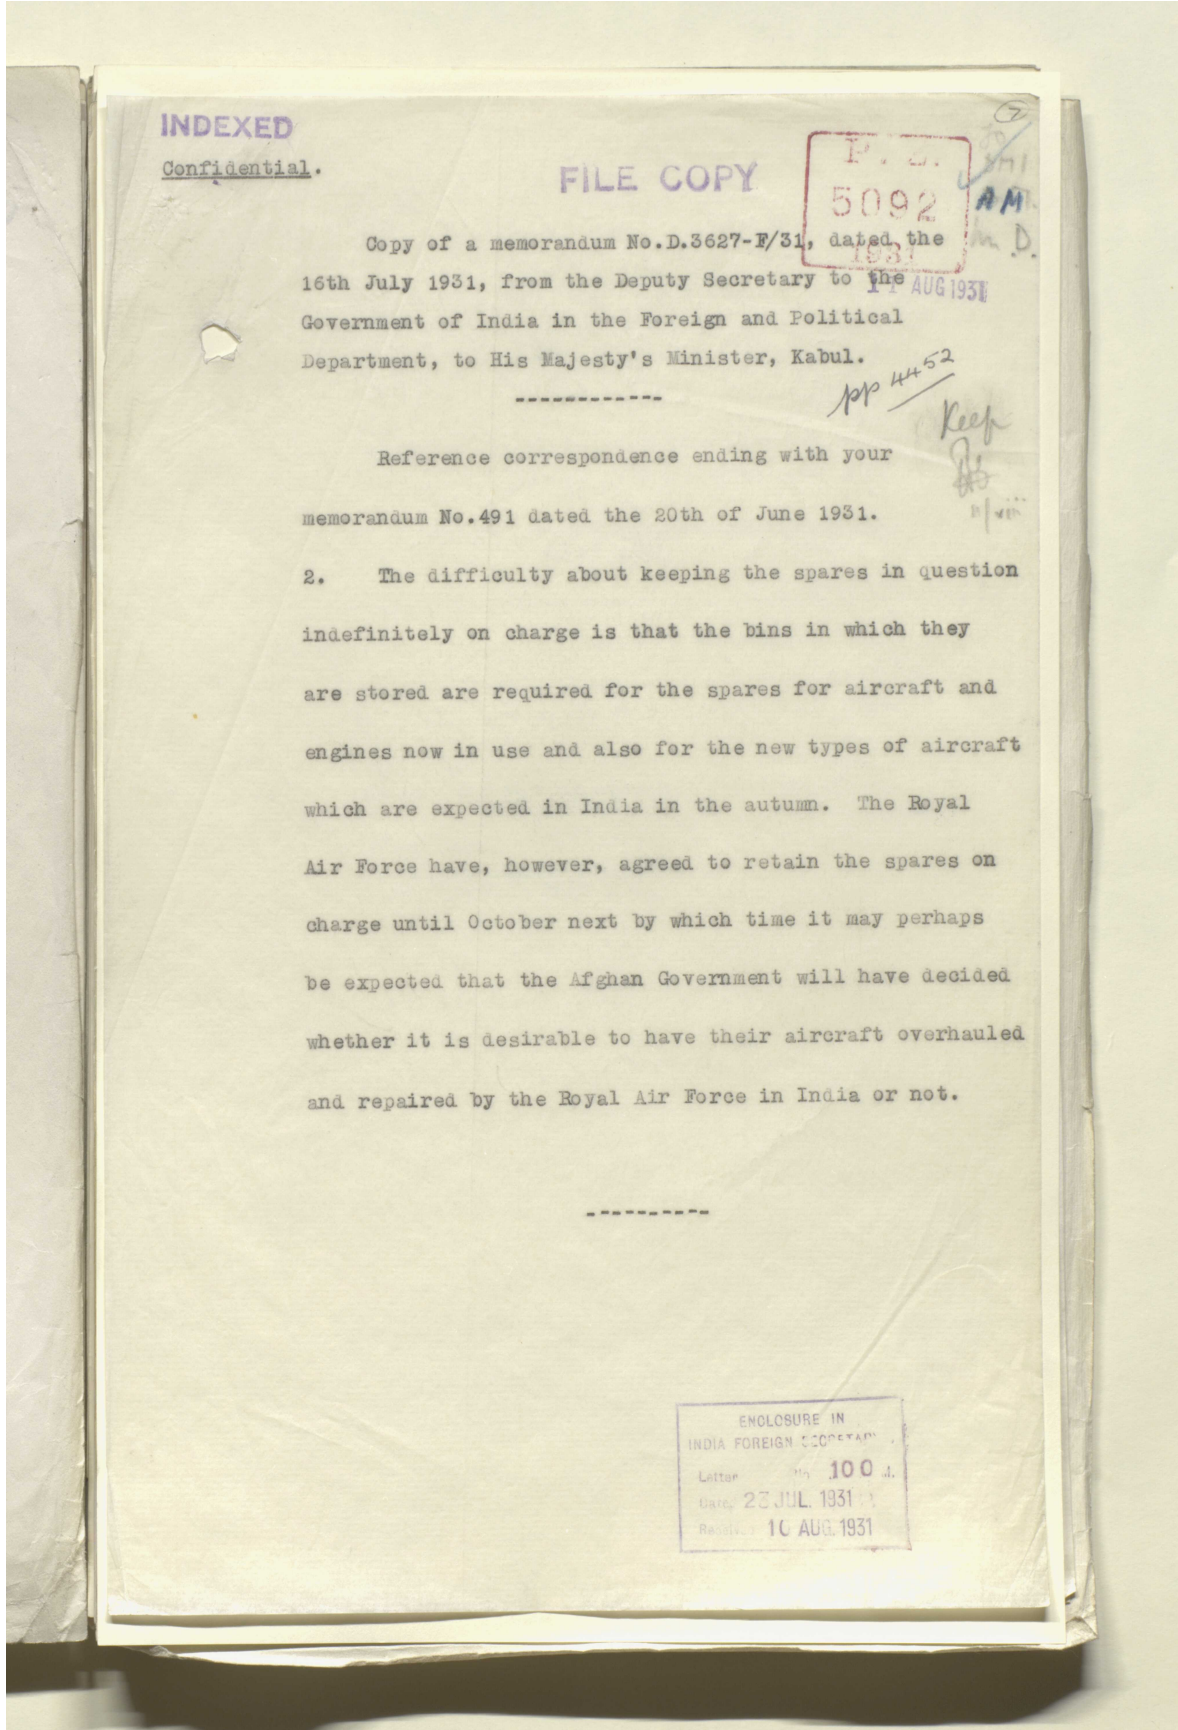 INDEXED
Confidential.
FILE COPY
5092
1931
11 AUG 1931
AM
D.
Copy of a memorandum No.D.3627-F/31, dated the
16th July 1931, from the Deputy Secretary to the
Government of India in the Foreign and Political
Department, to His Majesty's Minister, Kabul.
------------
pp 4452
Keep
Reference correspondence ending with your
memorandum No.491 dated the 20th of June 1931.
2. The difficulty about keeping the spares in question
indefinitely on charge is that the bins in which they
are stored are required for the spares for aircraft and
engines now in use and also for the new types of aircraft
which are expected in India in the autumn. The Royal
Air Force have, however, agreed to retain the spares on
charge until October next by which time it may perhaps
be expected that the Afghan Government will have decided
whether it is desirable to have their aircraft overhauled
and repaired by the Royal Air Force in India or not.
----------
ENCLOSURE IN
INDIA FOREIGN SECRETARY
Letter No 100
Date 23 JUL. 1931
10 AUG. 1931